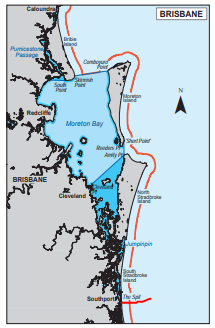 BRISBANE
Caloundra
Bribie
Island
Pumicestone
Passage
Comboyuro
Point
South
Point
Skirmish
Point
Moreton
Island
Redcliffe
Moreton Bay
'Short Point'
Reeders Pt
Amity Pt
BRISBANE
Cleveland
North
Stradbroke
Island
Jumpinpin
South
Stradbroke
Island
Southport
The Spit
N